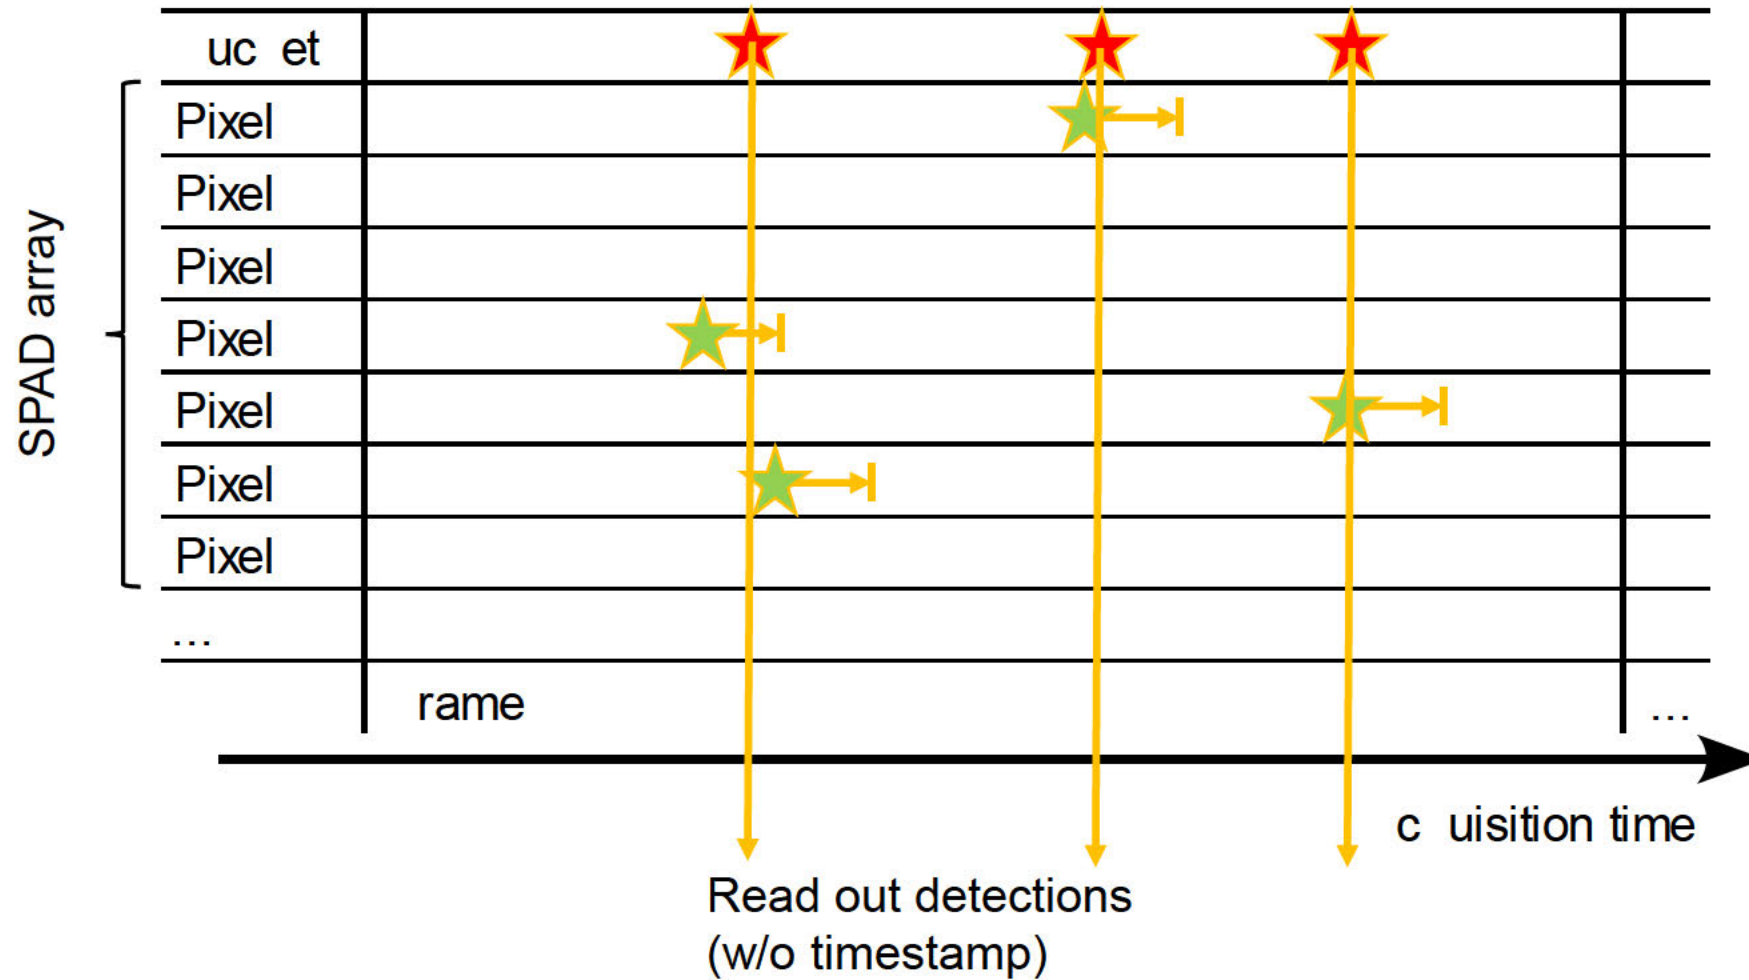 uc et
Pixel
Pixel
Pixel
Pixel
Pixel
Pixel
Pixel
...
SPAD array
rame
...
c uisition time
Read out detections
(w/o timestamp)